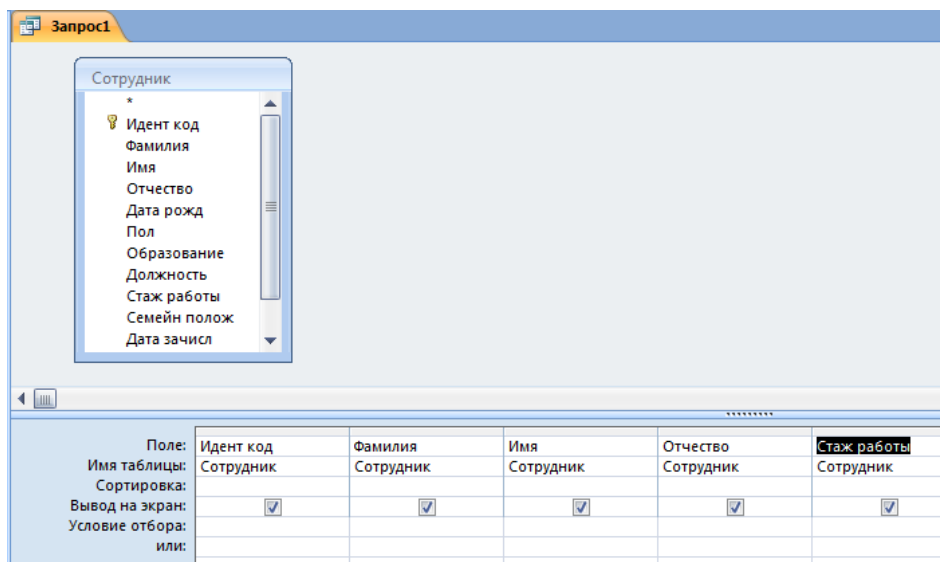 Запрос1
Сотрудник
*
Идент код
Фамилия
Имя
Отчество
Дата рожд
Пол
Образование
Должность
Стаж работы
Семейн полож
Дата зачисл
Поле: Идент код Фамилия Имя Отчество Стаж работы
Имя таблицы: Сотрудник Сотрудник Сотрудник Сотрудник Сотрудник
Сортировка:
Вывод на экран:
Условие отбора:
или: